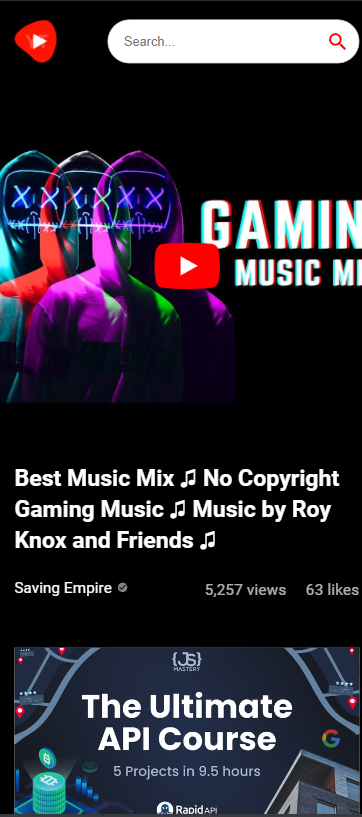 Search...
GAMIN
MUSIC MI
Best Music Mix ♫ No Copyright
Gaming Music ♫ Music by Roy
Knox and Friends ♫
Saving Empire
5,257 views 63 likes
{JS}
MASTERY
The Ultimate
API Course
5 Projects in 9.5 hours
Rapid API